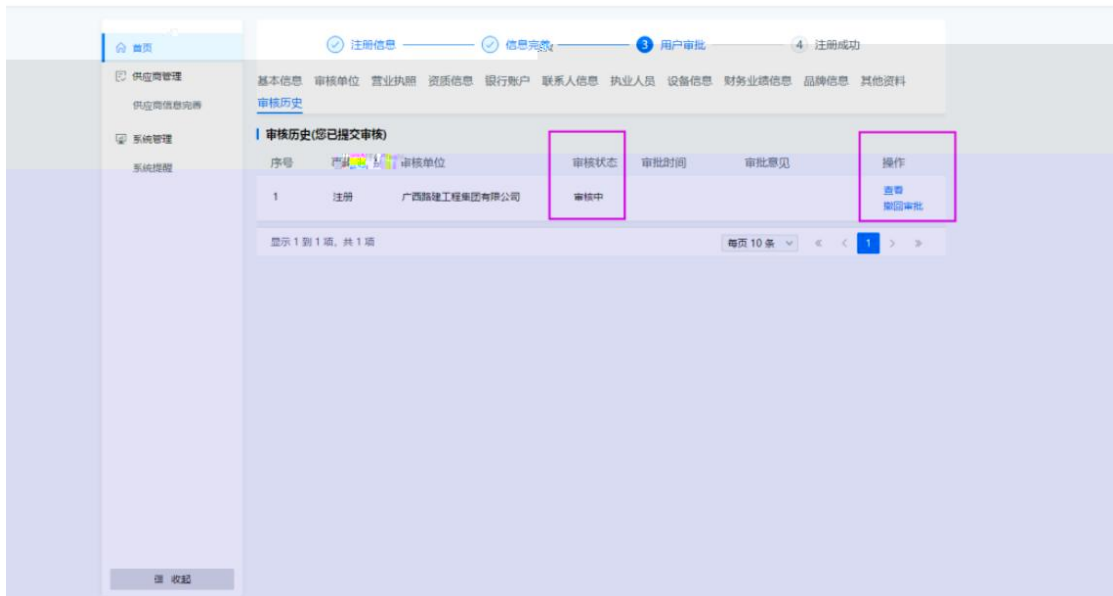 首页
注册信息
信息完善
3 用户审批
4 注册成功
供应商管理
供应商信息完善
系统管理
系统提醒
基本信息 审核单位 营业执照 资质信息 银行账户 联系人信息 执业人员 设备信息 财务业绩信息 品牌信息 其他资料
审核历史
审核历史(您已提交审核)
序号 审核单位 审核状态 审批时间 审批意见 操作
1 注册 广西路建工程集团有限公司 审核中 查看
撤回审批
显示 1 到 1 项, 共 1 项 每页 10 条 « < 1 > »
收起